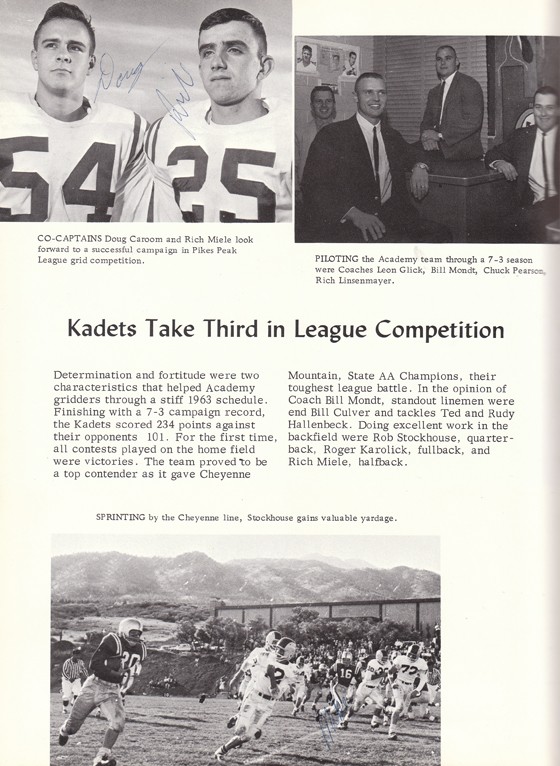 54
25
Doug
CO-CAPTAINS Doug Caroom and Rich Miele look
forward to a successful campaign in Pikes Peak
League grid competition.
PILOTING the Academy team through a 7-3 season
were Coaches Leon Glick, Bill Mondt, Chuck Pearson,
Rich Linsenmayer.
Kadets Take Third in League Competition
Determination and fortitude were two
characteristics that helped Academy
gridders through a stiff 1963 schedule.
Finishing with a 7-3 campaign record,
the Kadets scored 234 points against
their opponents 101. For the first time,
all contests played on the home field
were victories. The team proved to be
a top contender as it gave Cheyenne
Mountain, State AA Champions, their
toughest league battle. In the opinion of
Coach Bill Mondt, standout linemen were
end Bill Culver and tackles Ted and Rudy
Hallenbeck. Doing excellent work in the
backfield were Rob Stockhouse, quarter-
back, Roger Karolick, fullback, and
Rich Miele, halfback.
SPRINTING by the Cheyenne line, Stockhouse gains valuable yardage.
16
72